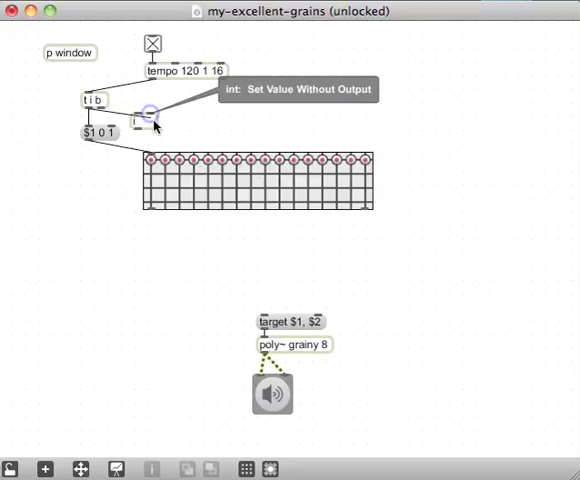 my-excellent-grains (unlocked)
p window
tempo 120 1 16
t i b
int: Set Value Without Output
i
$1 0 1
target $1, $2
poly~ grainy 8